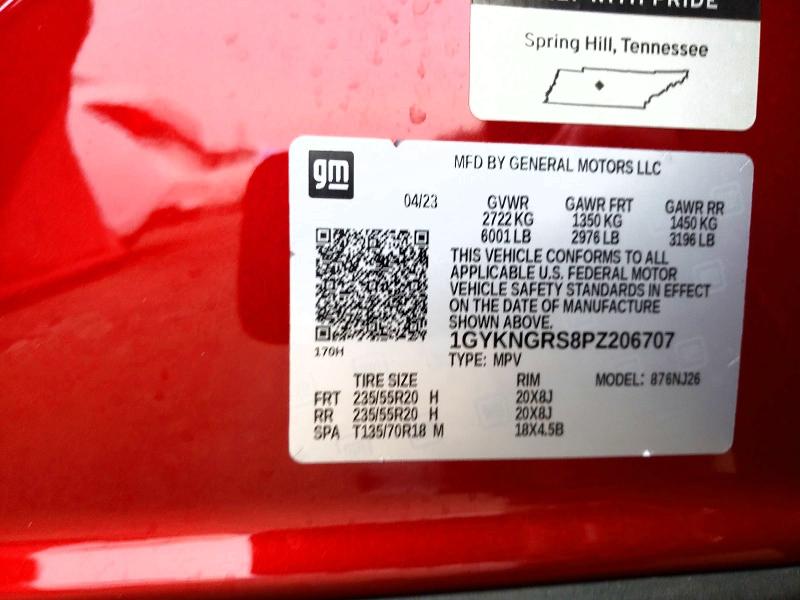 WITH PRIDE
Spring Hill, Tennessee
gm
MFD BY GENERAL MOTORS LLC
04/23
GVWR GAWR FRT GAWR RR
2722 KG 1350 KG 1450 KG
6001 LB 2976 LB 3196 LB
THIS VEHICLE CONFORMS TO ALL
APPLICABLE U.S. FEDERAL MOTOR
VEHICLE SAFETY STANDARDS IN EFFECT
ON THE DATE OF MANUFACTURE
SHOWN ABOVE.
1GYKNGRS8PZ206707
170H
TYPE: MPV
TIRE SIZE RIM MODEL: 876NJ26
FRT 235/55R20 H 20X8J
RR 235/55R20 H 20X8J
SPA T135/70R18 M 18X4.5B